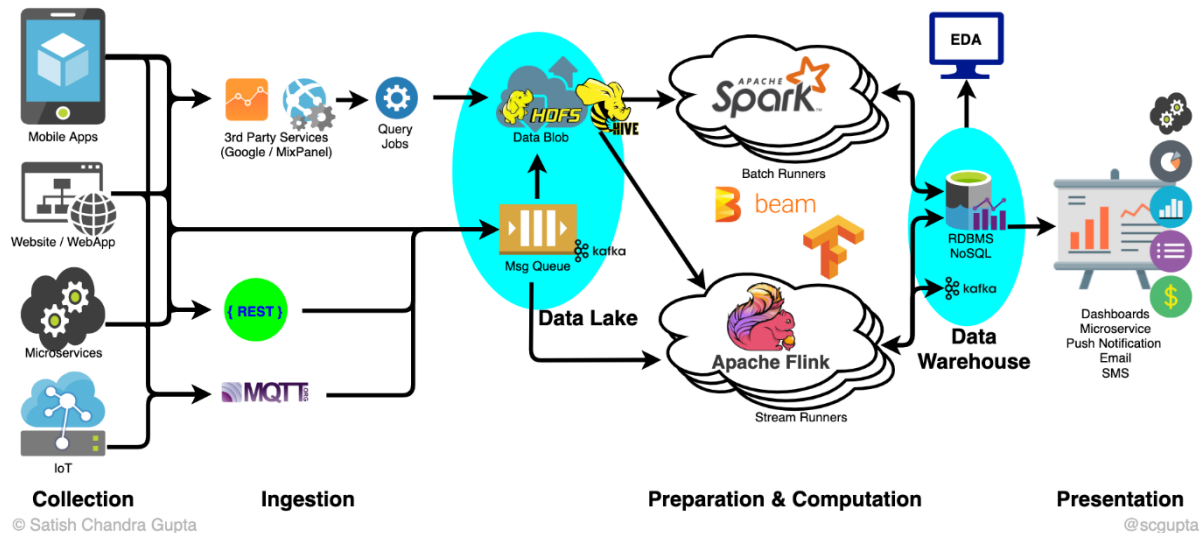 Mobile Apps
Website / WebApp
Microservices
IoT
Collection
3rd Party Services
(Google / MixPanel)
Query
Jobs
{ REST }
MQTT
.ORG
Ingestion
HDFS
Data Blob
HIVE
Msg Queue
kafka
Data Lake
APACHE
Spark
TM
Batch Runners
beam
Apache Flink
Stream Runners
Preparation & Computation
EDA
RDBMS
NoSQL
kafka
Data
Warehouse
$
Dashboards
Microservice
Push Notification
Email
SMS
Presentation
© Satish Chandra Gupta
@scgupta